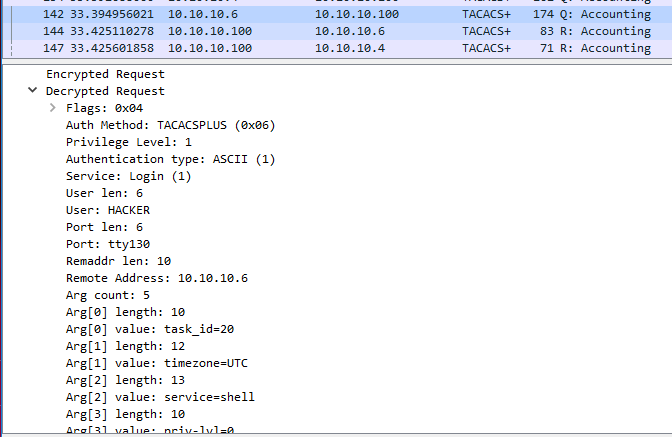 142 33.394956021 10.10.10.6 10.10.10.100 TACACS+ 174 Q: Accounting
144 33.425110278 10.10.10.100 10.10.10.6 TACACS+ 83 R: Accounting
147 33.425601858 10.10.10.100 10.10.10.4 TACACS+ 71 R: Accounting
Encrypted Request
Decrypted Request
Flags: 0x04
Auth Method: TACACSPLUS (0x06)
Privilege Level: 1
Authentication type: ASCII (1)
Service: Login (1)
User len: 6
User: HACKER
Port len: 6
Port: tty130
Remaddr len: 10
Remote Address: 10.10.10.6
Arg count: 5
Arg[0] length: 10
Arg[0] value: task_id=20
Arg[1] length: 12
Arg[1] value: timezone=UTC
Arg[2] length: 13
Arg[2] value: service=shell
Arg[3] length: 10
Arg[3] value: priv-lvl=0